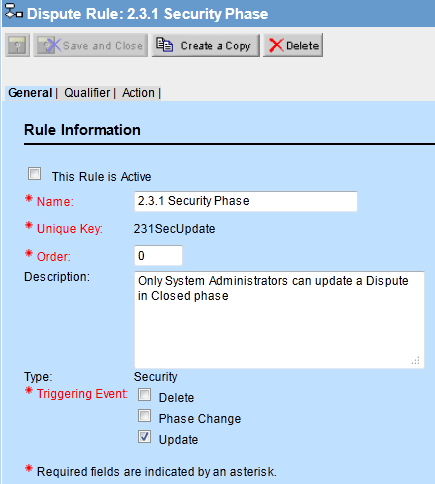 Dispute Rule: 2.3.1 Security Phase
Save and Close Create a Copy Delete
General | Qualifier | Action |
Rule Information
This Rule is Active
* Name: 2.3.1 Security Phase
* Unique Key: 231SecUpdate
* Order: 0
Description: Only System Administrators can update a Dispute
in Closed phase
Type: Security
* Triggering Event: Delete
Phase Change
Update
* Required fields are indicated by an asterisk.